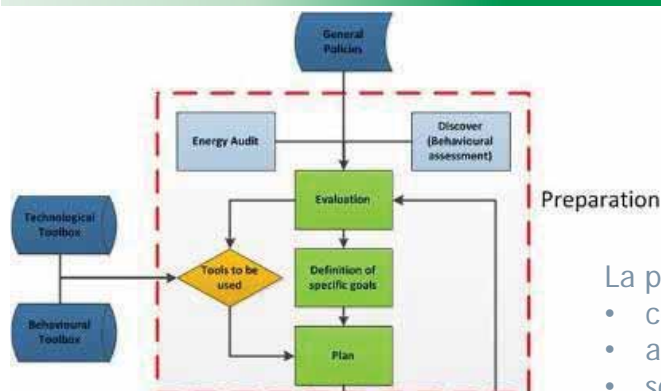 General
Policies
Energy Audit
Discover
(Behavioural
assessment)
Evaluation
Preparation
Technological
Toolbox
Tools to be
used
Definition of
specific goals
Behavioural
Toolbox
Plan
La p
• c
• a
• se